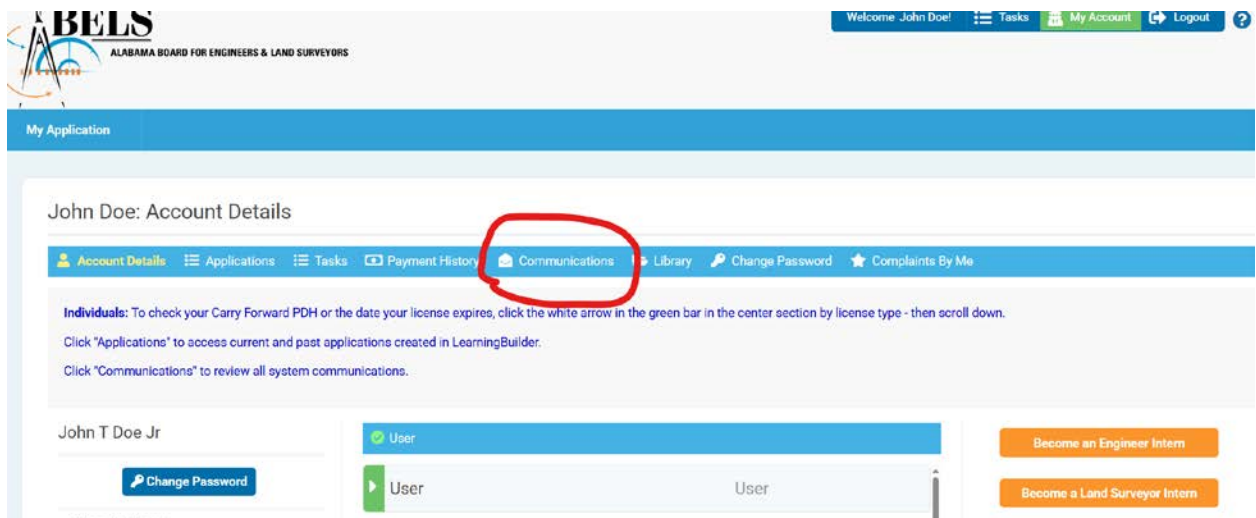 ABELS
ALABAMA BOARD FOR ENGINEERS & LAND SURVEYORS
Welcome John Doe! Tasks My Account Logout ?
My Application
John Doe: Account Details
Account Details Applications Tasks Payment History Communications Library Change Password Complaints By Me
Individuals: To check your Carry Forward PDH or the date your license expires, click the white arrow in the green bar in the center section by license type - then scroll down.
Click "Applications" to access current and past applications created in LearningBuilder.
Click "Communications" to review all system communications.
John T Doe Jr
User
Become an Engineer Intern
Change Password
User User
Become a Land Surveyor Intern